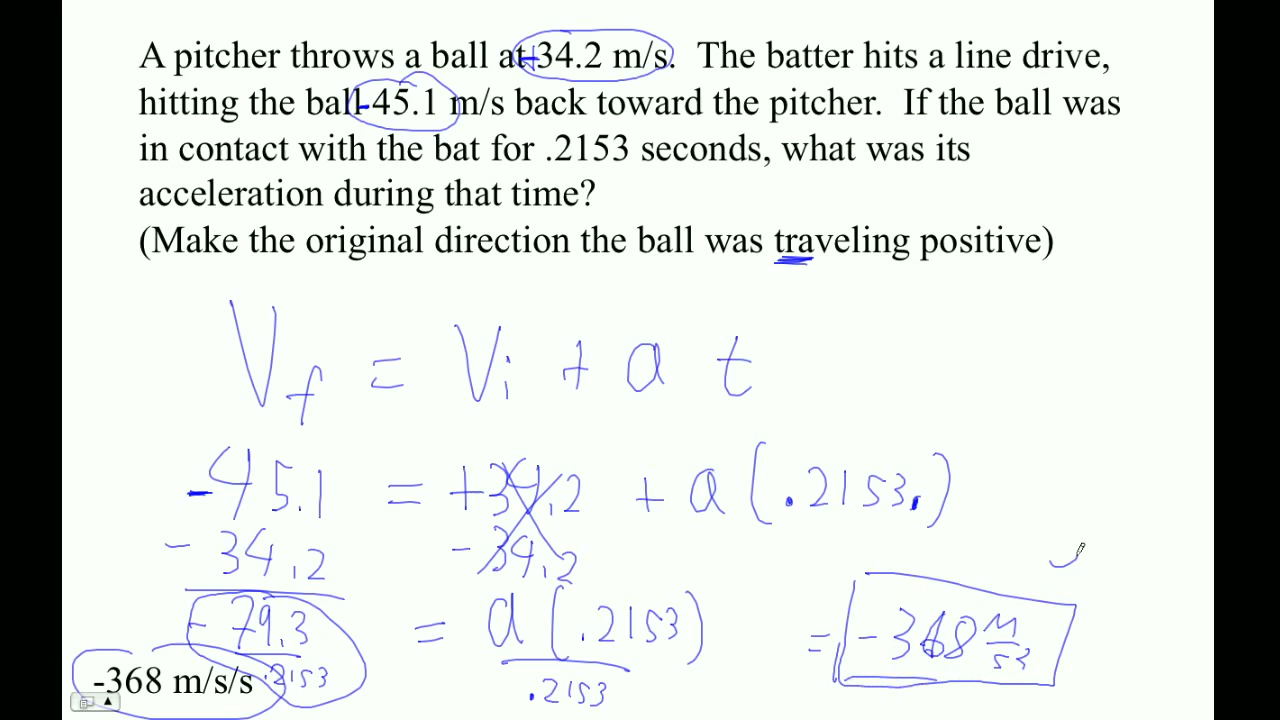 A pitcher throws a ball at +34.2 m/s. The batter hits a line drive,
hitting the ball -45.1 m/s back toward the pitcher. If the ball was
in contact with the bat for .2153 seconds, what was its
acceleration during that time?
(Make the original direction the ball was traveling positive)
Vf = Vi + a t
-45.1 = +34.2 + a (.2153.)
- 34.2 - 34.2
- 79.3 = a (.2153) = -368 m/s²
.2153 .2153
-368 m/s/s